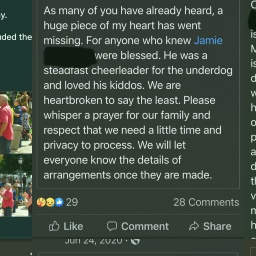 As many of you have already heard, a
huge piece of my heart has went
missing. For anyone who knew Jamie
were blessed. He was a
steadfast cheerleader for the underdog
and loved his kiddos. We are
heartbroken to say the least. Please
whisper a prayer for our family and
respect that we need a little time and
privacy to process. We will let
everyone know the details of
arrangements once they are made.
29
28 Comments
Like Comment Share
Jun 24, 2020